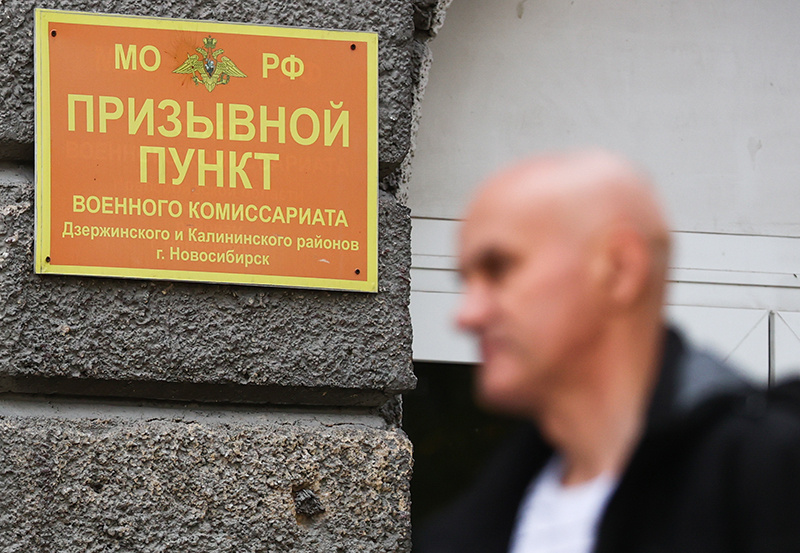 МО РФ
ПРИЗЫВНОЙ
ПУНКТ
ВОЕННОГО КОМИССАРИАТА
Дзержинского и Калининского районов
г. Новосибирск